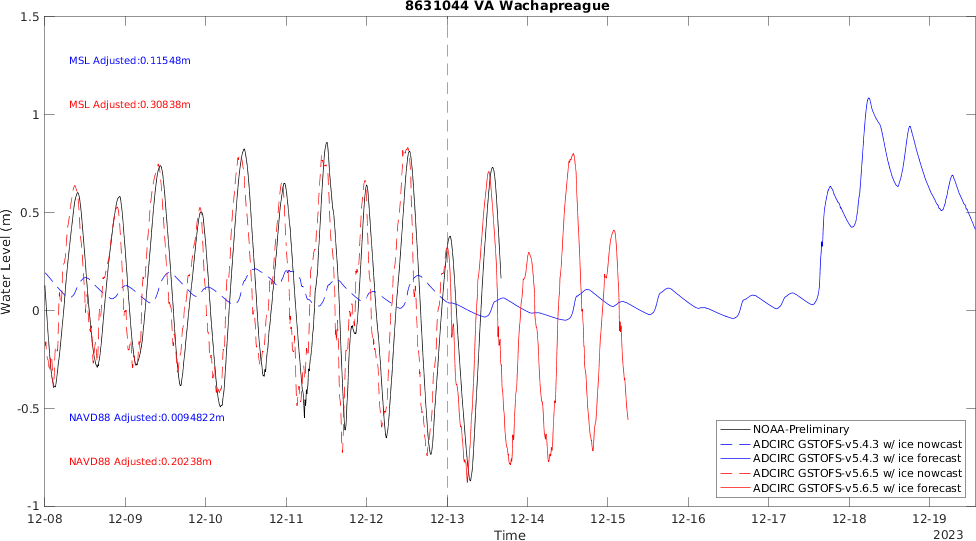 8631044 VA Wachapreague
1.5
MSL Adjusted:0.11548m
MSL Adjusted:0.30838m
1
0.5
Water Level (m)
0
-0.5
NAVD88 Adjusted:0.0094822m
NAVD88 Adjusted:0.20238m
NOAA-Preliminary
ADCIRC GSTOFS-v5.4.3 w/ ice nowcast
ADCIRC GSTOFS-v5.4.3 w/ ice forecast
ADCIRC GSTOFS-v5.6.5 w/ ice nowcast
ADCIRC GSTOFS-v5.6.5 w/ ice forecast
-1
12-08 12-09 12-10 12-11 12-12 12-13 12-14 12-15 12-16 12-17 12-18 12-19
Time
2023